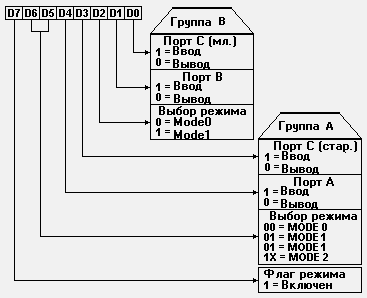 D7 D6 D5 D4 D3 D2 D1 D0
Группа В
Порт С (мл.)
1 = Ввод
0 = Вывод
Порт В
1 = Ввод
0 = Вывод
Выбор режима
0 = Mode0
1 = Mode1
Группа А
Порт С (стар.)
1 = Ввод
0 = Вывод
Порт А
1 = Ввод
0 = Вывод
Выбор режима
00 = MODE 0
01 = MODE 1
01 = MODE 1
1X = MODE 2
Флаг режима
1 = Включен